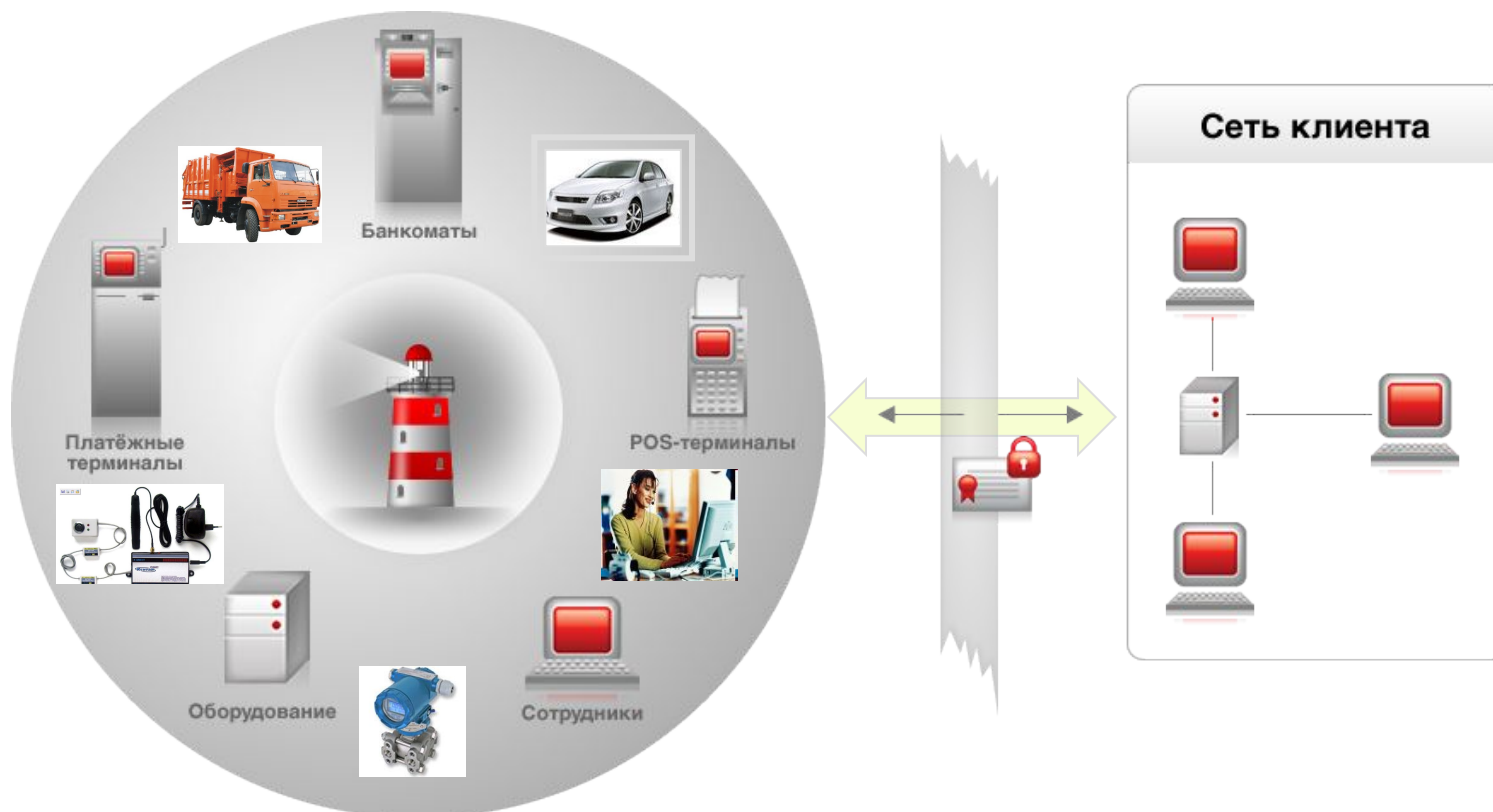 Сеть клиента
Банкоматы
Платёжные
терминалы
POS-терминалы
Оборудование
Сотрудники